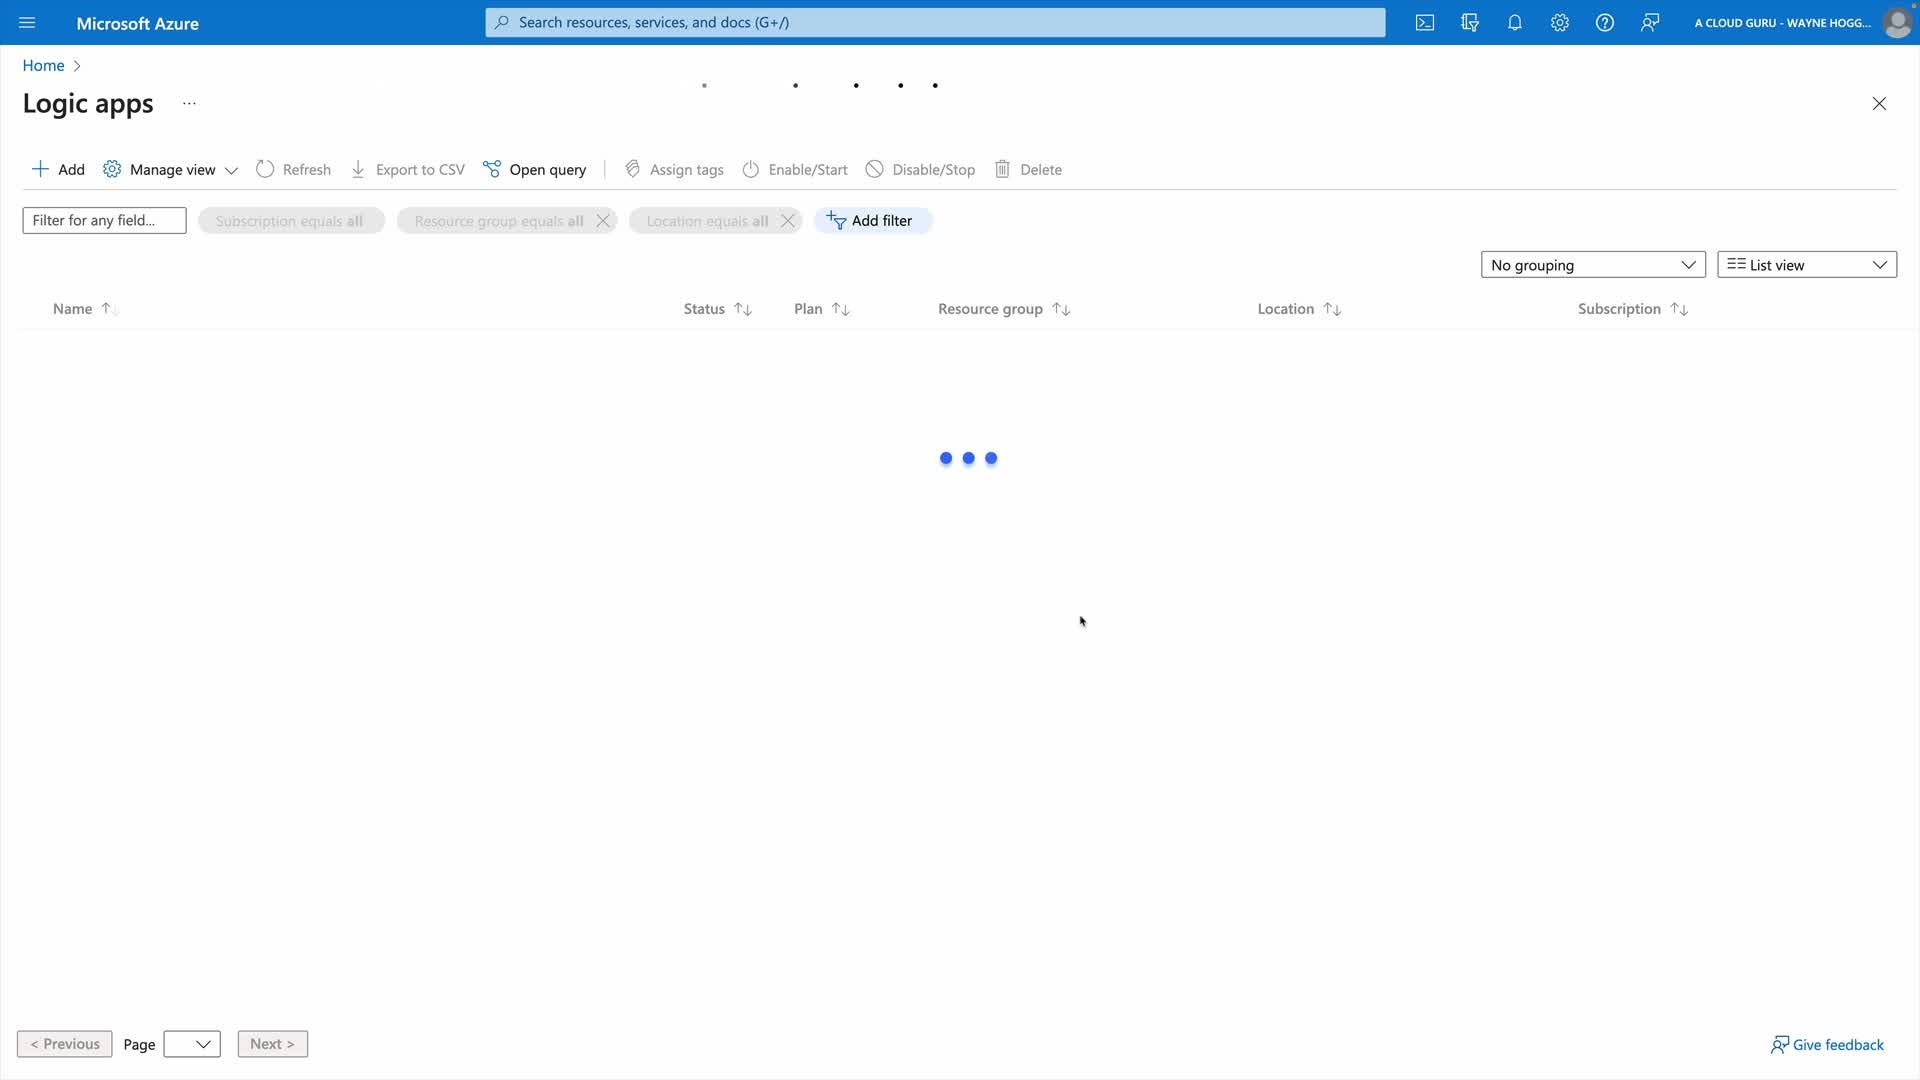 Microsoft Azure
Search resources, services, and docs (G+/)
A CLOUD GURU - WAYNE HOGG...
Home
Logic apps
...
Add
Manage view
Refresh
Export to CSV
Open query
Assign tags
Enable/Start
Disable/Stop
Delete
Filter for any field...
Subscription equals all
Resource group equals all
Location equals all
Add filter
No grouping
List view
Name
Status
Plan
Resource group
Location
Subscription
< Previous
Page
Next >
Give feedback